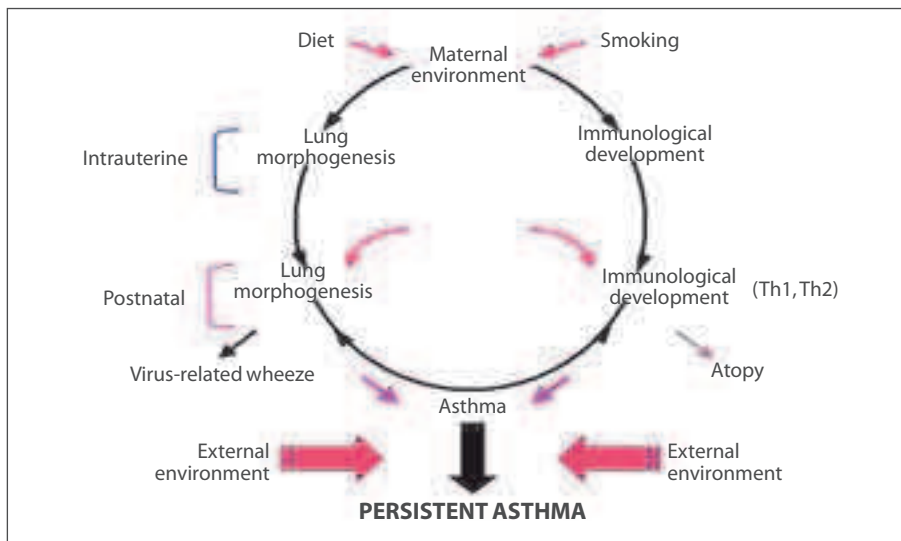 Diet
Smoking
Maternal
environment
Lung
morphogenesis
Immunological
development
Intrauterine
Lung
morphogenesis
Immunological
development
(Th1, Th2)
Postnatal
Virus-related wheeze
Atopy
Asthma
External
environment
External
environment
PERSISTENT ASTHMA